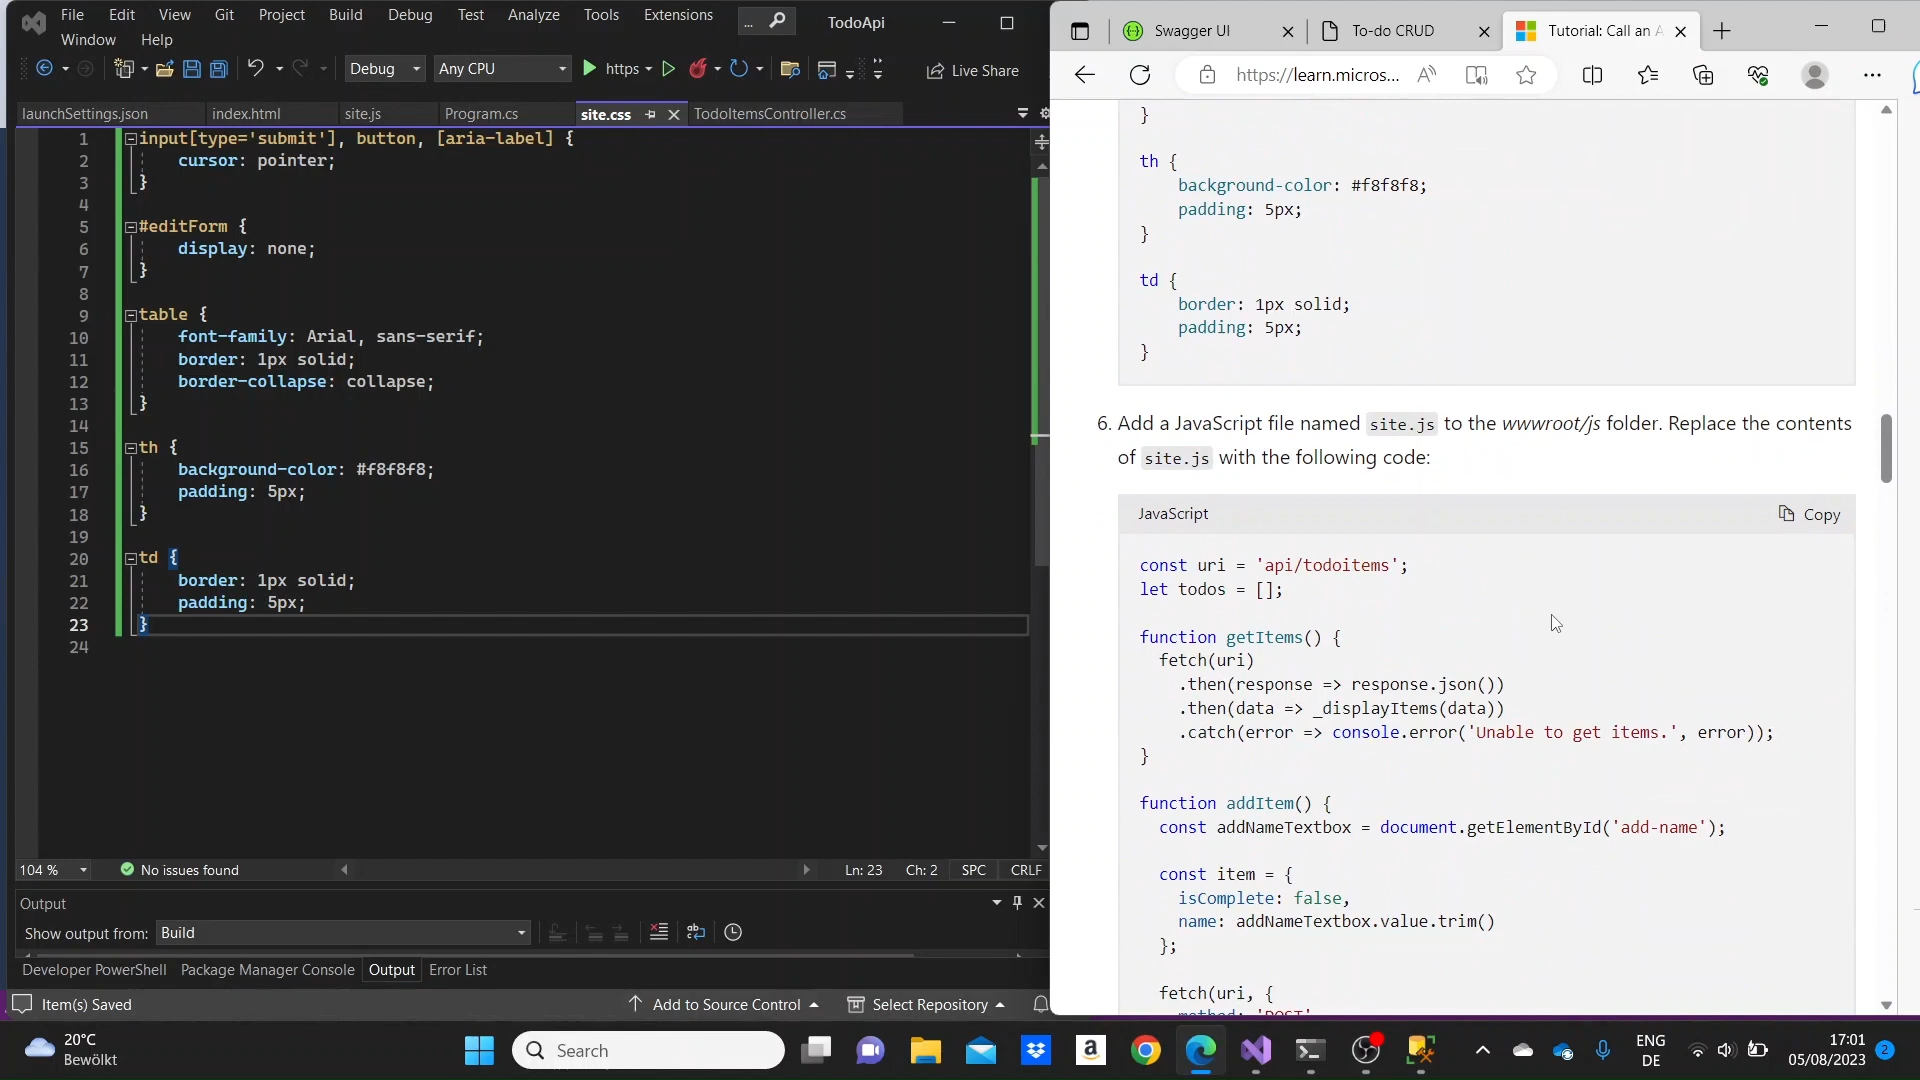 File Edit View Git Project Build Debug Test Analyze Tools Extensions ... TodoApi
Window Help
Debug Any CPU https Live Share
launchSettings.json index.html site.js Program.cs site.css TodoItemsController.cs
1 input[type='submit'], button, [aria-label] {
2 cursor: pointer;
3 }
4
5 #editForm {
6 display: none;
7 }
8
9 table {
10 font-family: Arial, sans-serif;
11 border: 1px solid;
12 border-collapse: collapse;
13 }
14
15 th {
16 background-color: #f8f8f8;
17 padding: 5px;
18 }
19
20 td {
21 border: 1px solid;
22 padding: 5px;
23 }
24
104 % No issues found Ln: 23 Ch: 2 SPC CRLF
Output
Show output from: Build
Developer PowerShell Package Manager Console Output Error List
Item(s) Saved Add to Source Control Select Repository
Swagger UI To-do CRUD Tutorial: Call an A
https://learn.micros...
}
th {
background-color: #f8f8f8;
padding: 5px;
}
td {
border: 1px solid;
padding: 5px;
}
6. Add a JavaScript file named site.js to the wwwroot/js folder. Replace the contents
of site.js with the following code:
JavaScript Copy
const uri = 'api/todoitems';
let todos = [];
function getItems() {
fetch(uri)
.then(response => response.json())
.then(data => _displayItems(data))
.catch(error => console.error('Unable to get items.', error));
}
function addItem() {
const addNameTextbox = document.getElementById('add-name');
const item = {
isComplete: false,
name: addNameTextbox.value.trim()
};
fetch(uri, {
method: 'POST'
20°C
Bewölkt
Search
ENG
DE
17:01
05/08/2023
2